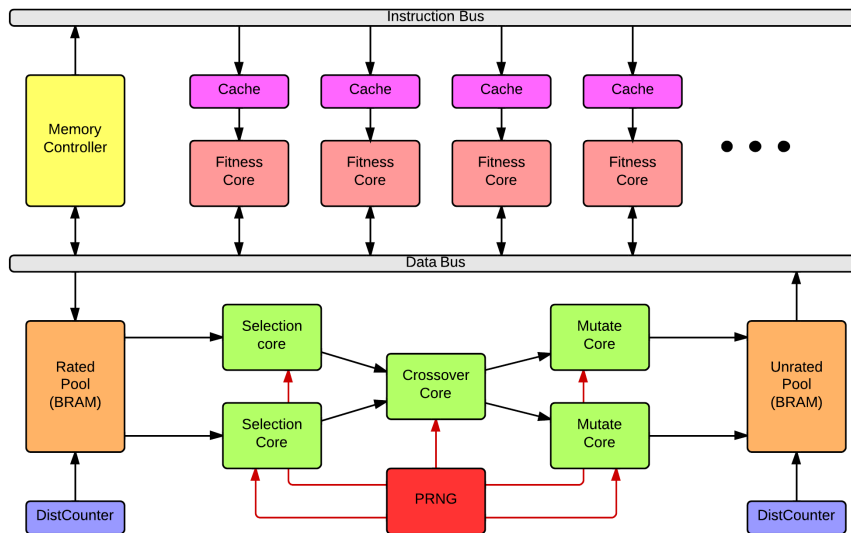 Instruction Bus
Cache
Cache
Cache
Cache
Memory
Controller
Fitness
Core
Fitness
Core
Fitness
Core
Fitness
Core
Data Bus
Selection
core
Mutate
Core
Rated
Pool
(BRAM)
Crossover
Core
Unrated
Pool
(BRAM)
Selection
Core
Mutate
Core
PRNG
DistCounter
DistCounter